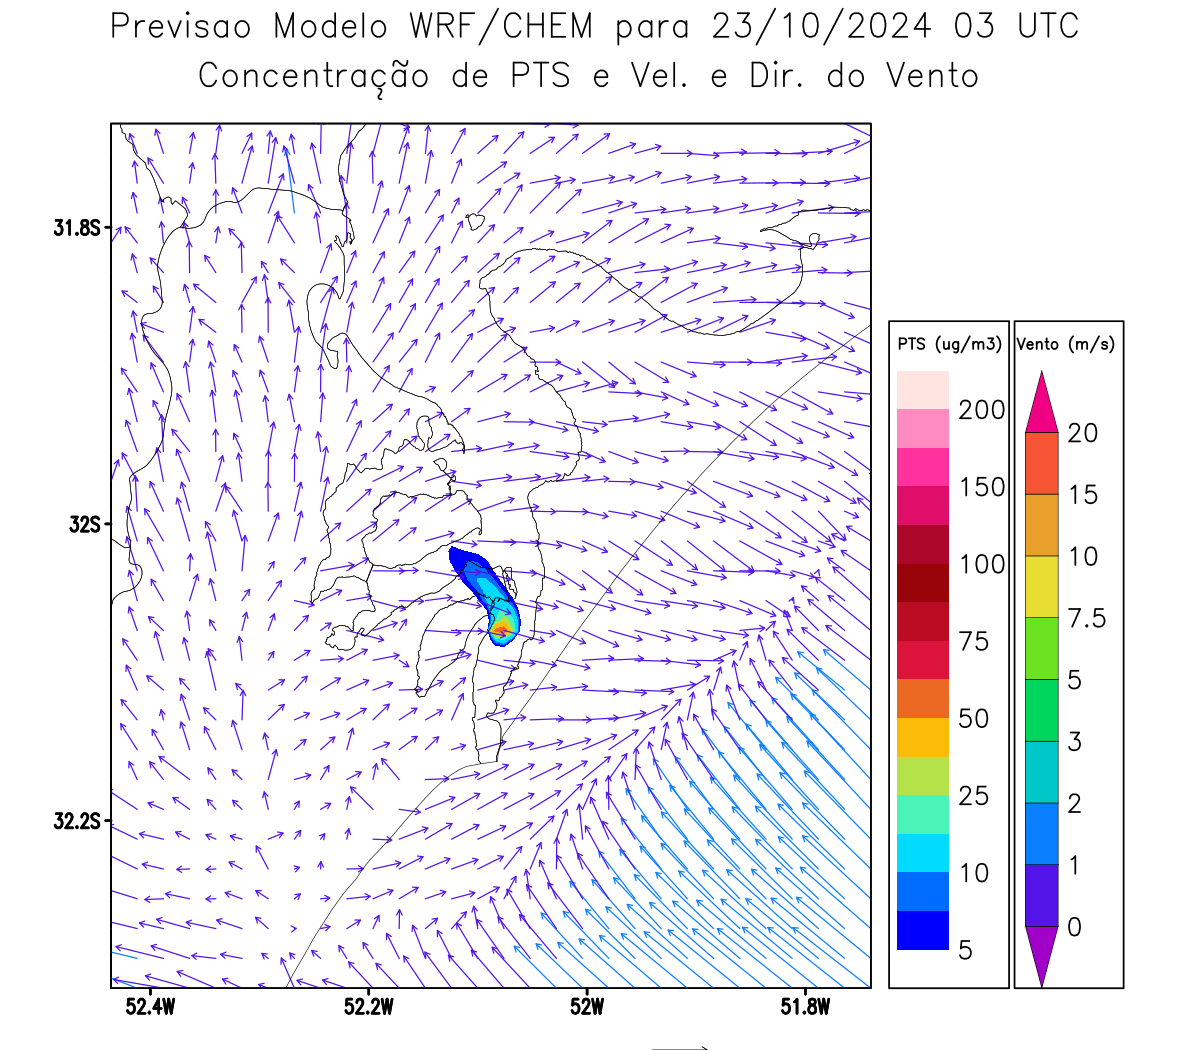 Previsao Modelo WRF/CHEM para 23/10/2024 03 UTC
Concentração de PTS e Vel. e Dir. do Vento
31.8S
32S
32.2S
52.4W
52.2W
52W
51.8W
PTS (ug/m3)
200
150
100
75
50
25
10
5
Vento (m/s)
20
15
10
7.5
5
3
2
1
0